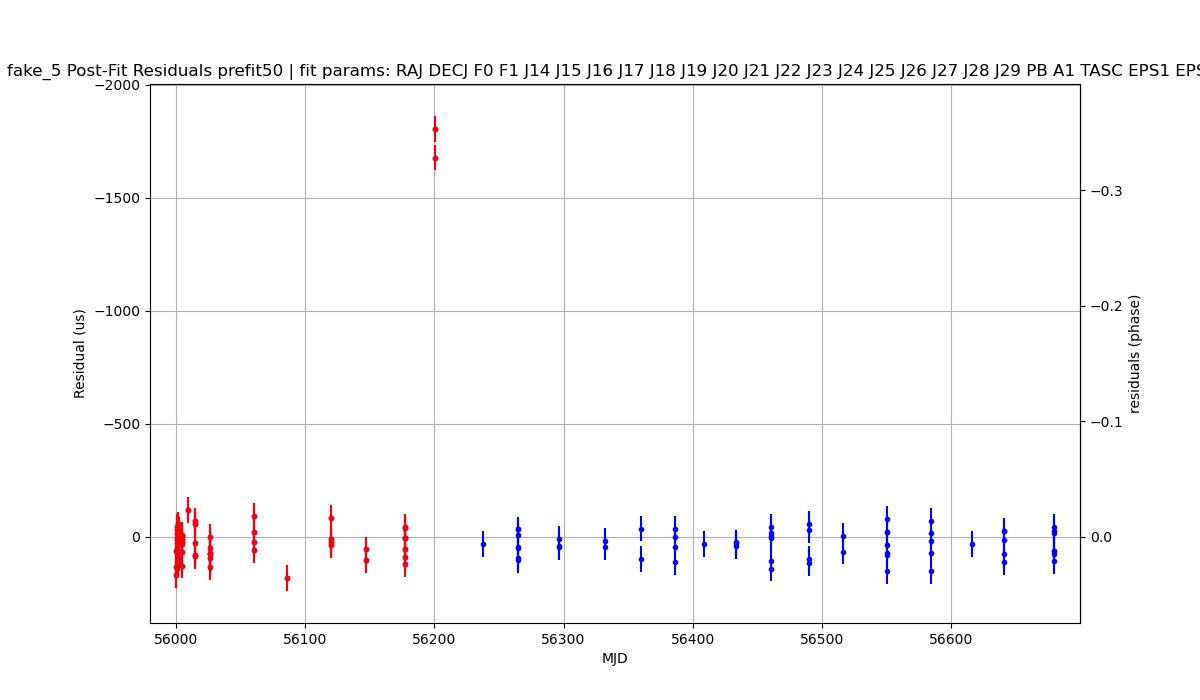 fake_5 Post-Fit Residuals prefit50 | fit params: RAJ DECJ F0 F1 J14 J15 J16 J17 J18 J19 J20 J21 J22 J23 J24 J25 J26 J27 J28 J29 PB A1 TASC EPS1 EPS
−2000
−1500
−1000
−500
0
Residual (us)
−0.3
−0.2
−0.1
0.0
residuals (phase)
56000 56100 56200 56300 56400 56500 56600
MJD